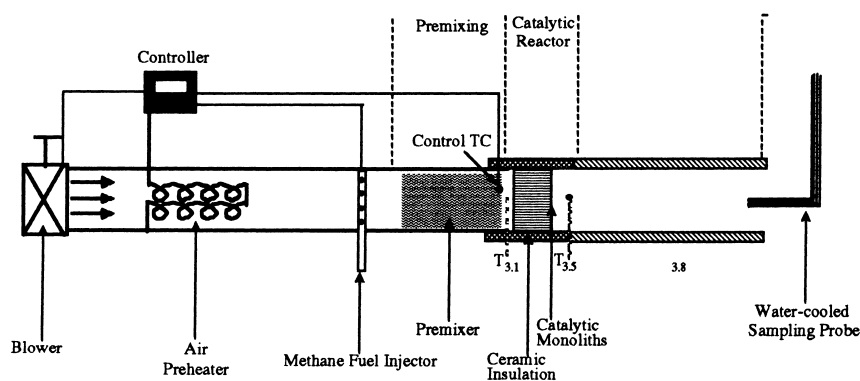 Premixing
Catalytic
Reactor
Controller
Control TC
T3.1
T3.5
3.8
Blower
Air
Preheater
Methane Fuel Injector
Premixer
Ceramic
Insulation
Catalytic
Monoliths
Water-cooled
Sampling Probe